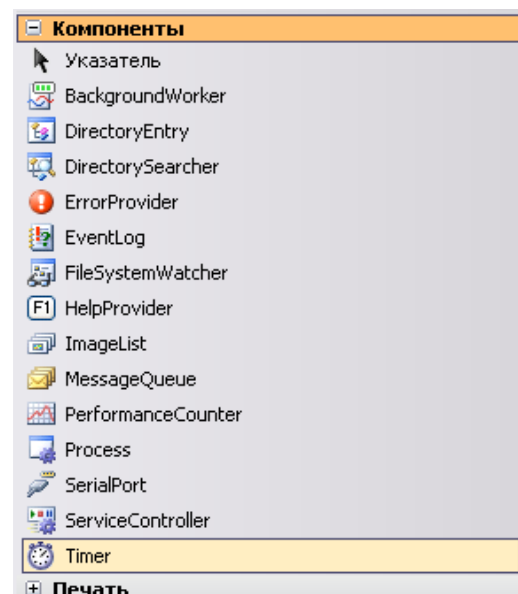 Компоненты
Указатель
BackgroundWorker
DirectoryEntry
DirectorySearcher
ErrorProvider
EventLog
FileSystemWatcher
F1 HelpProvider
ImageList
MessageQueue
PerformanceCounter
Process
SerialPort
ServiceController
Timer
Печать